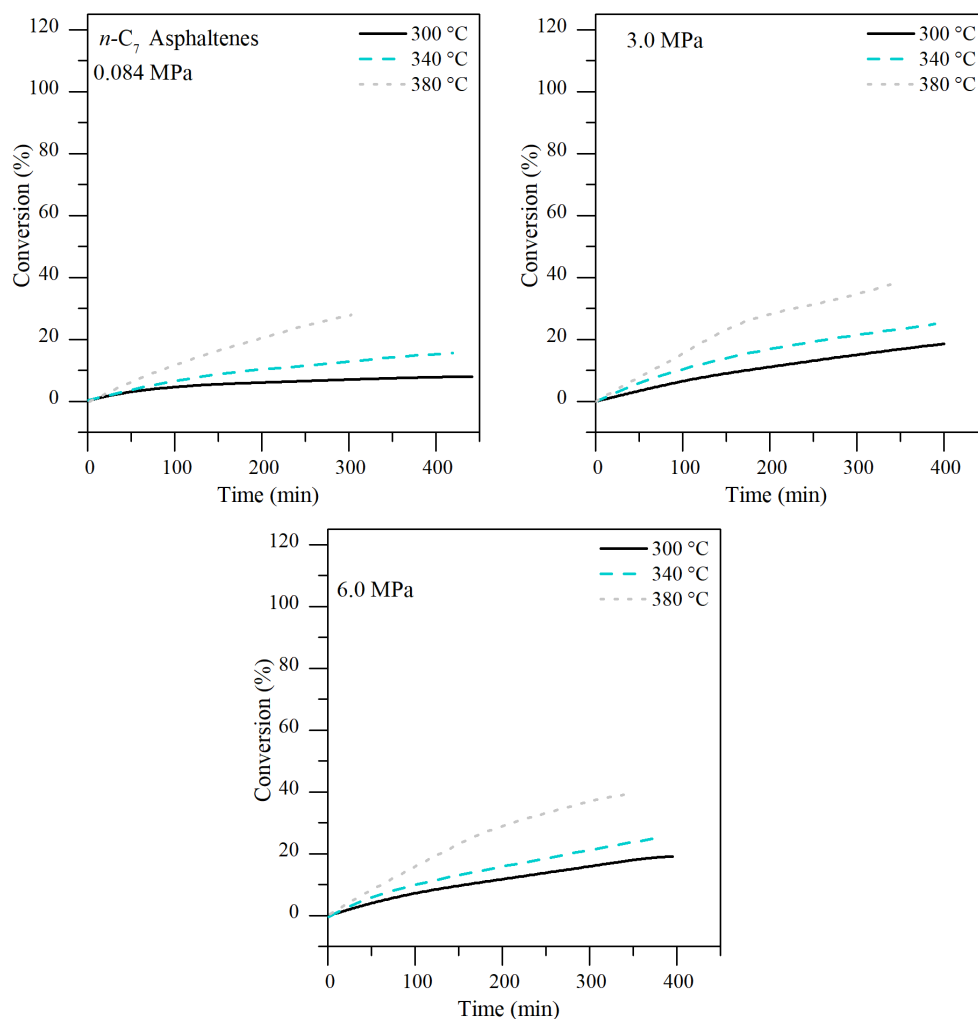 n-C7 Asphaltenes
0.084 MPa
300 °C
340 °C
380 °C
120
100
80
60
40
20
0
Conversion (%)
0 100 200 300 400
Time (min)
3.0 MPa
300 °C
340 °C
380 °C
120
100
80
60
40
20
0
Conversion (%)
0 100 200 300 400
Time (min)
6.0 MPa
300 °C
340 °C
380 °C
120
100
80
60
40
20
0
Conversion (%)
0 100 200 300 400
Time (min)